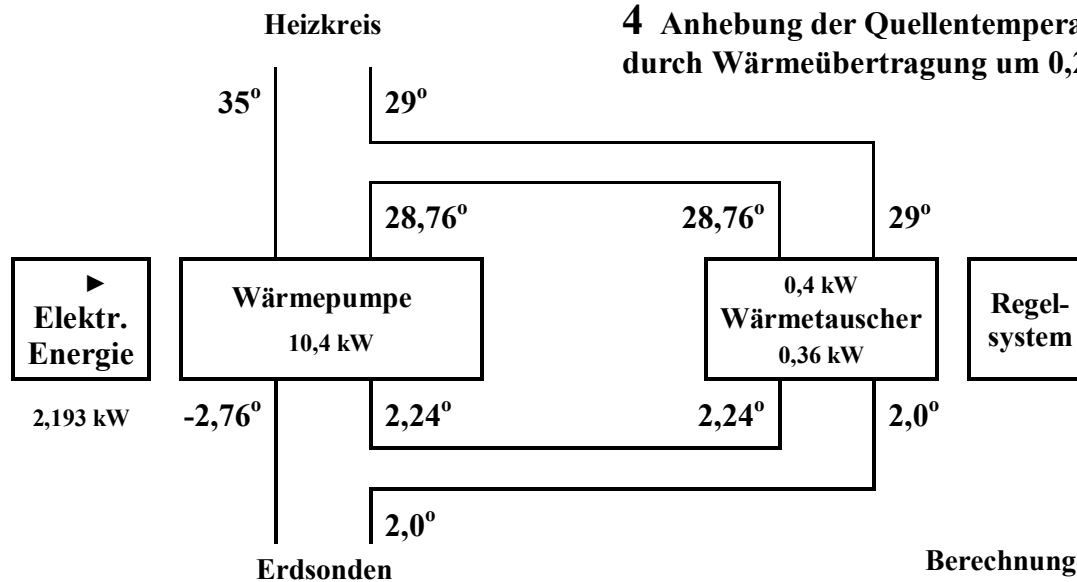 Heizkreis
4 Anhebung der Quellentempera
durch Wärmeübertragung um 0,2
35° 29°
28,76° 28,76° 29°
►
Elektr.
Energie
2,193 kW
Wärmepumpe
10,4 kW
0,4 kW
Wärmetauscher
0,36 kW
Regel-
system
-2,76° 2,24° 2,24° 2,0°
2,0°
Erdsonden
Berechnung